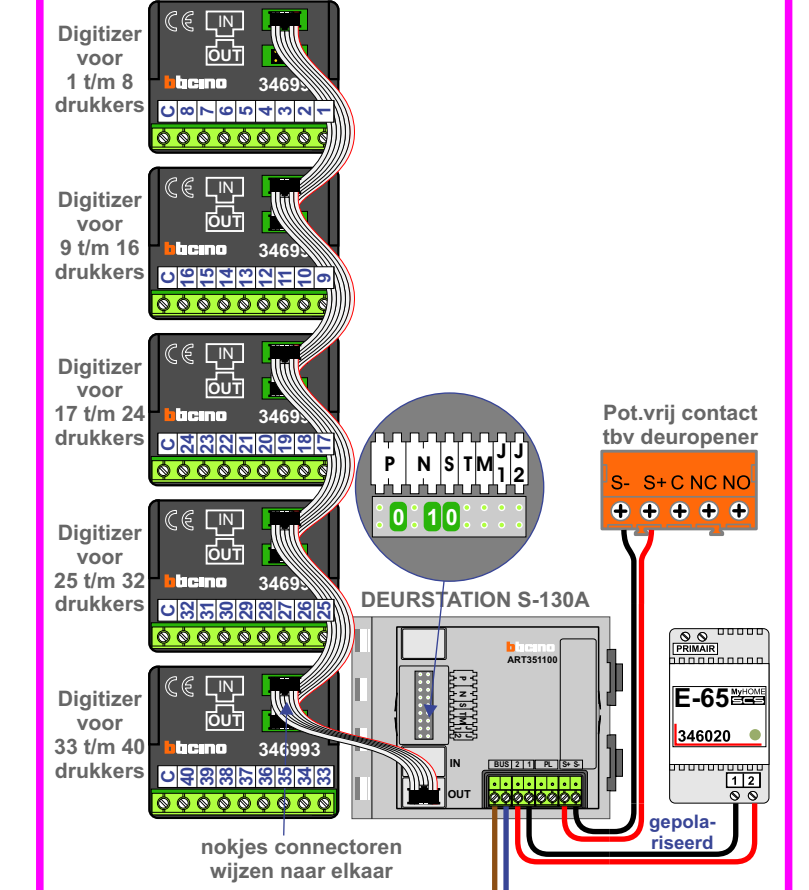 Digitizer
voor
1 t/m 8
drukkers
IN
OUT
bticino
C 8 7 6 5 4 3 2 1
Digitizer
voor
9 t/m 16
drukkers
IN
OUT
bticino
C 16 15 14 13 12 11 10 9
Digitizer
voor
17 t/m 24
drukkers
IN
OUT
bticino
C 24 23 22 21 20 19 18 17
Digitizer
voor
25 t/m 32
drukkers
IN
OUT
bticino
C 32 31 30 29 28 27 26 25
Digitizer
voor
33 t/m 40
drukkers
IN
OUT
bticino
346993
C 40 39 38 37 36 35 34 33
nokjes connectoren
wijzen naar elkaar
P N S T M J1 J2
0 1 0
DEURSTATION S-130A
bticino
ART351100
P N S T M J1 J2
IN
OUT
BUS 2 1 PL S+ S-
Pot.vrij contact
tbv deuropener
S- S+ C NC NO
PRIMAIR
E-65
MyHOME
SCS
346020
1 2
gepola-
riseerd